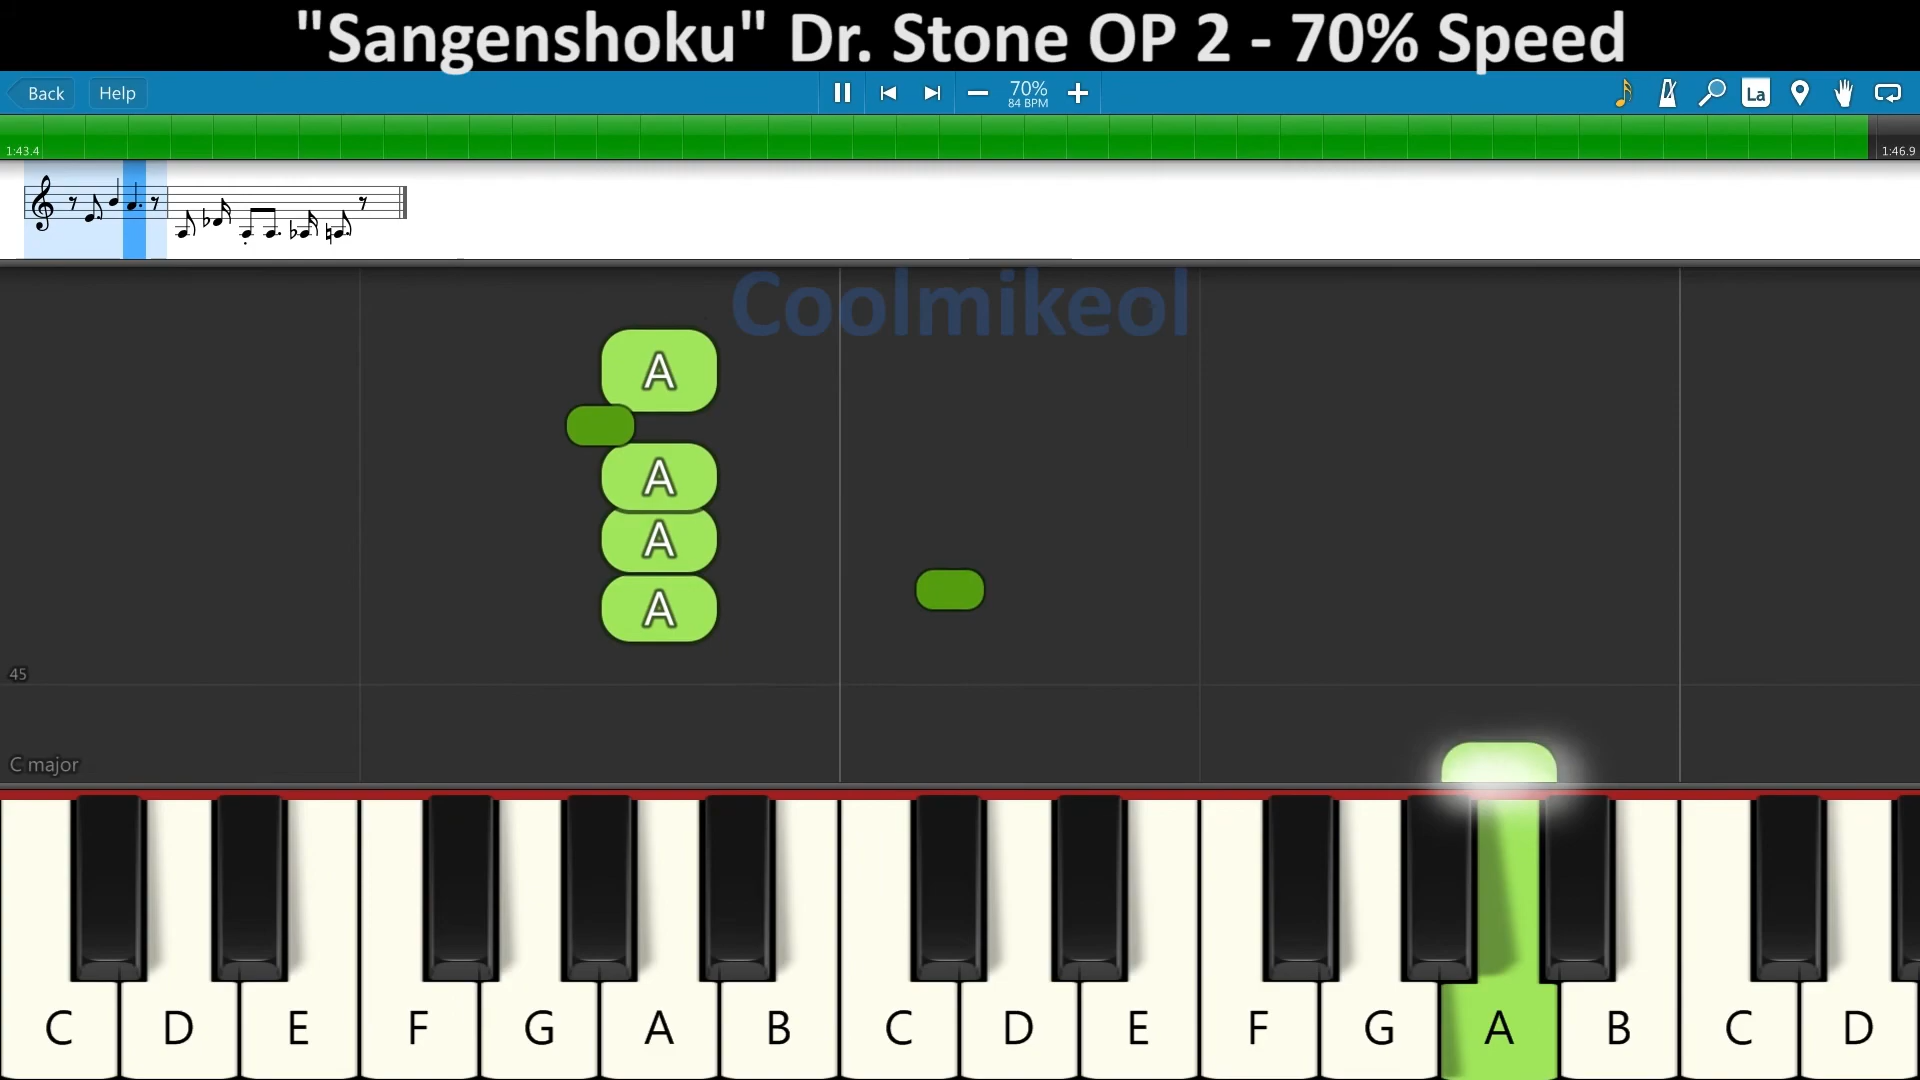 "Sangenshoku" Dr. Stone OP 2 - 70% Speed
Back Help 70% La
84 BPM
1:43.4 1:46.9
Coolmikeol
A
A
A
A
45
C major
C D E F G A B C D E F G A B C D